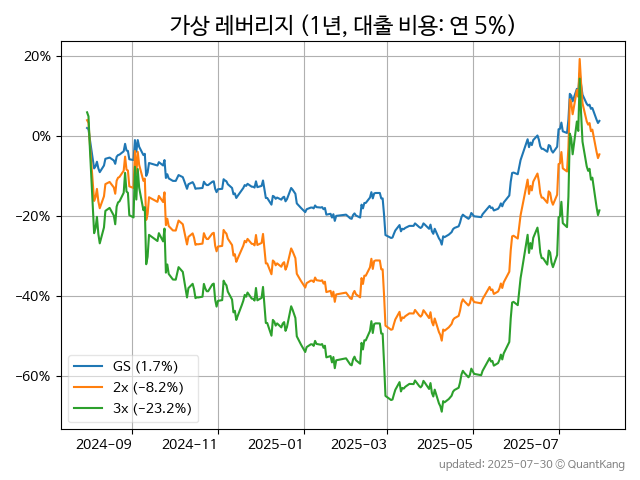 가상 레버리지 (1년, 대출 비용: 연 5%)
20%
0%
−20%
−40%
−60%
GS (1.7%)
2x (−8.2%)
3x (−23.2%)
2024-09 2024-11 2025-01 2025-03 2025-05 2025-07
updated: 2025-07-30 © QuantKang